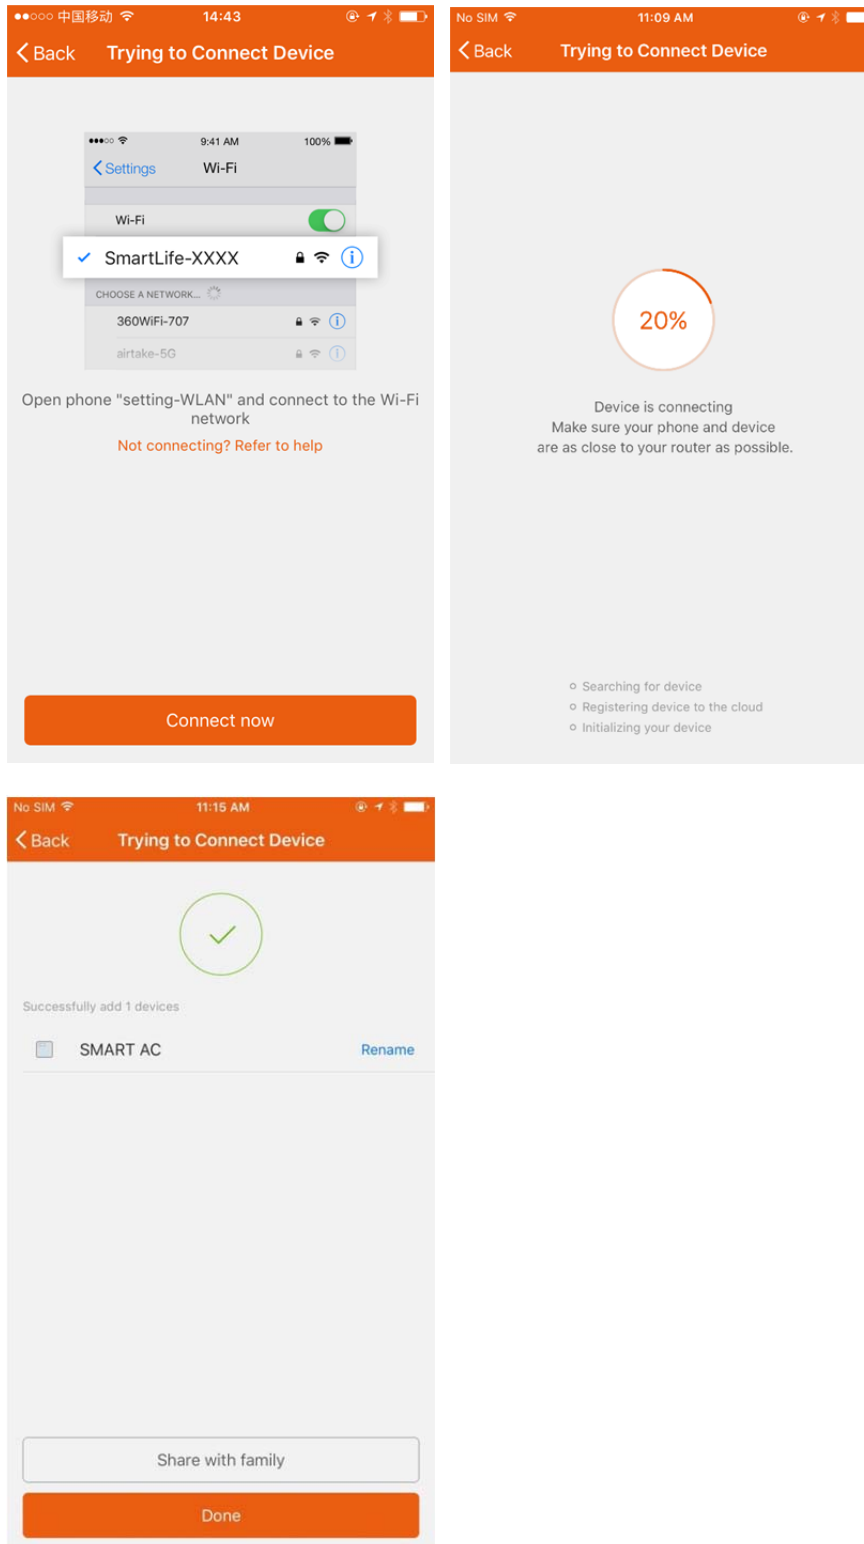 中国移动 14:43
Back Trying to Connect Device
9:41 AM 100%
Settings Wi-Fi
Wi-Fi
SmartLife-XXXX
CHOOSE A NETWORK...
360WiFi-707
airtake-5G
Open phone "setting-WLAN" and connect to the Wi-Fi
network
Not connecting? Refer to help
Connect now
No SIM 11:09 AM
Back Trying to Connect Device
20%
Device is connecting
Make sure your phone and device
are as close to your router as possible.
Searching for device
Registering device to the cloud
Initializing your device
No SIM 11:15 AM
Back Trying to Connect Device
Successfully add 1 devices
SMART AC Rename
Share with family
Done